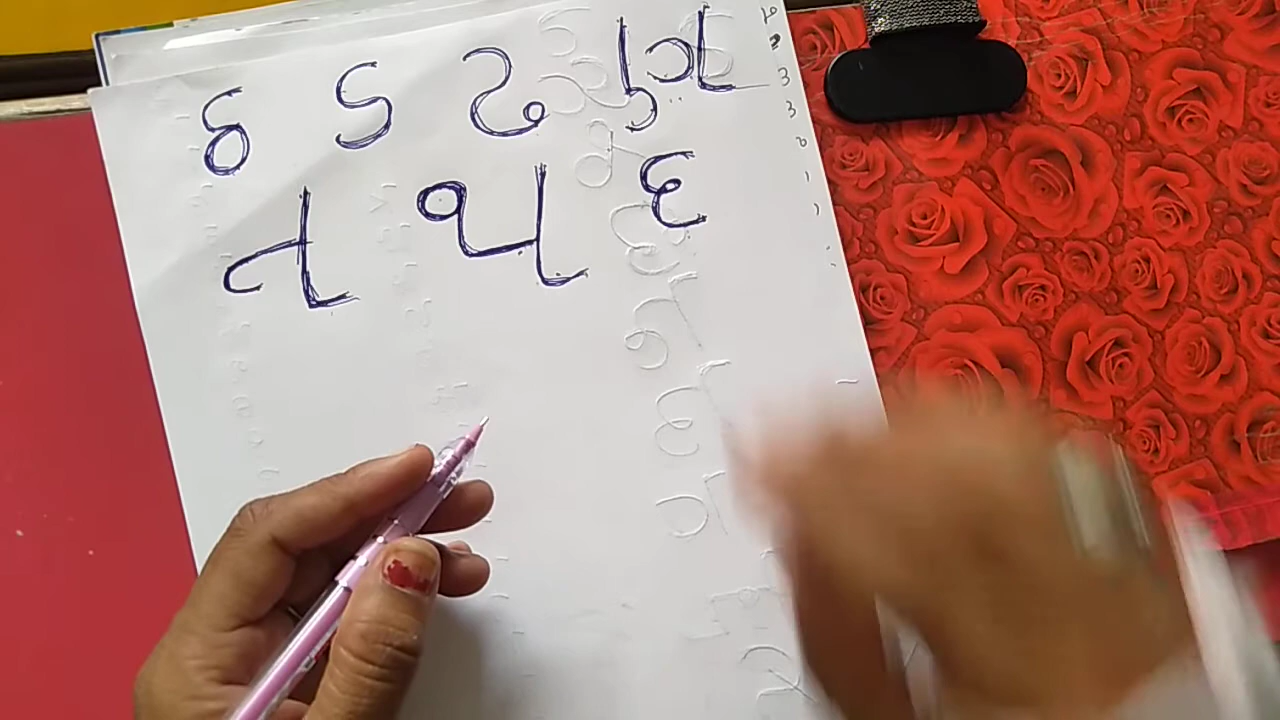 ઠ ડ ઢ ણ
ત થ દ